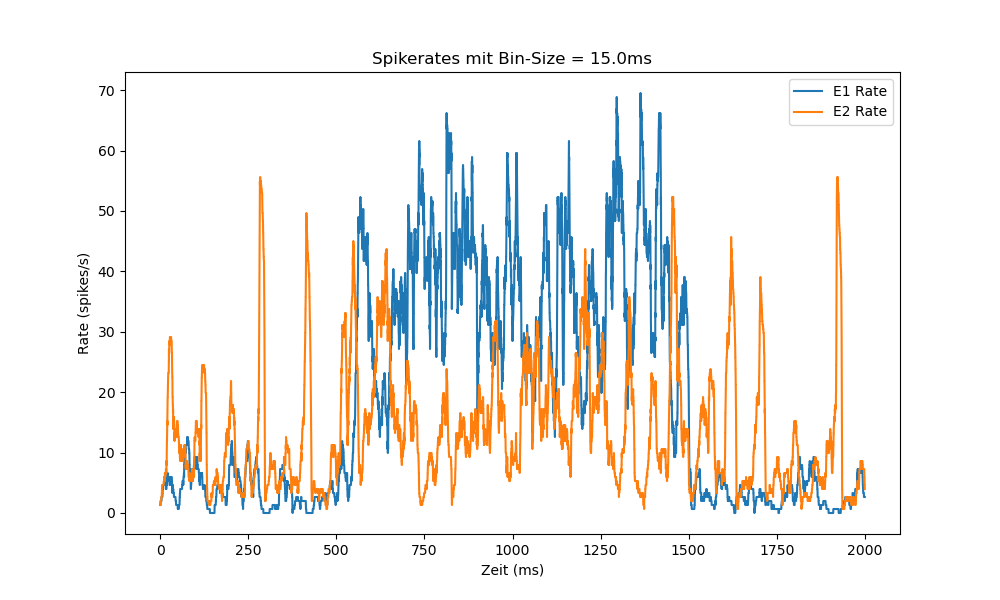 Spikerates mit Bin-Size = 15.0ms
E1 Rate
E2 Rate
70
60
50
40
30
20
10
0
Rate (spikes/s)
0 250 500 750 1000 1250 1500 1750 2000
Zeit (ms)